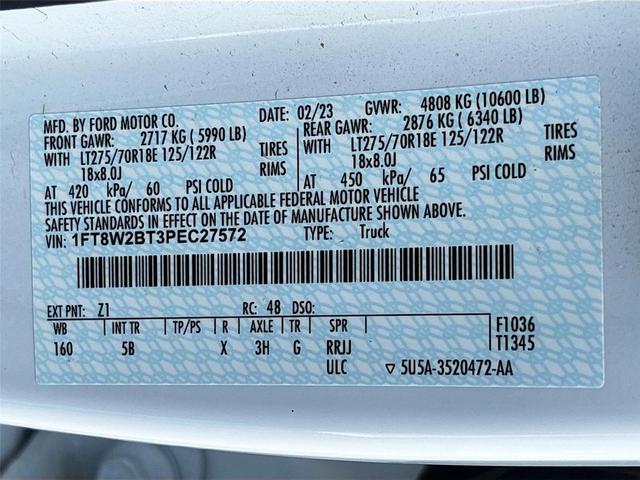 MFD. BY FORD MOTOR CO. DATE: 02/23 GVWR: 4808 KG (10600 LB)
FRONT GAWR: 2717 KG ( 5990 LB) REAR GAWR: 2876 KG ( 6340 LB)
WITH LT275/70R18E 125/122R TIRES WITH LT275/70R18E 125/122R TIRES
18x8.0J RIMS 18x8.0J RIMS
AT 420 kPa/ 60 PSI COLD AT 450 kPa/ 65 PSI COLD
THIS VEHICLE CONFORMS TO ALL APPLICABLE FEDERAL MOTOR VEHICLE
SAFETY STANDARDS IN EFFECT ON THE DATE OF MANUFACTURE SHOWN ABOVE.
VIN: 1FT8W2BT3PEC27572 TYPE: Truck
EXT PNT: Z1 RC: 48 DSO:
WB INT TR TP/PS R AXLE TR SPR F1036
160 5B X 3H G RRJJ T1345
ULC ▽ 5U5A-3520472-AA